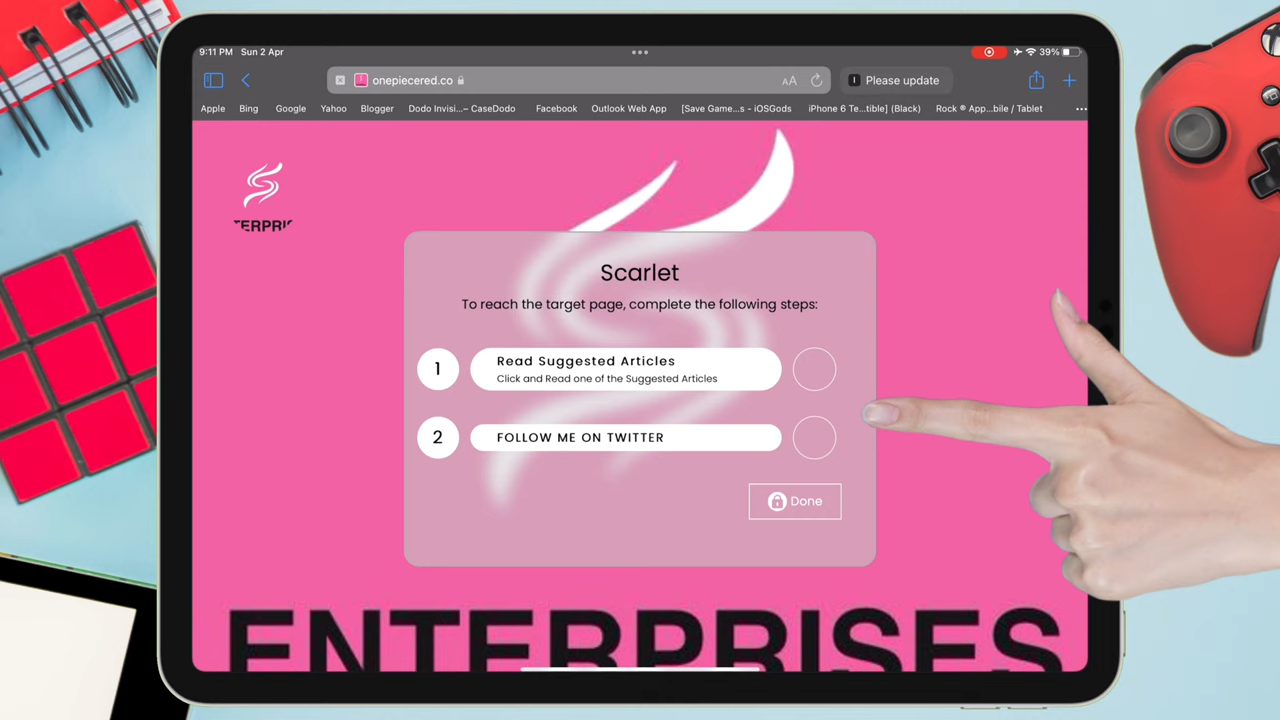 9:11 PM Sun 2 Apr
39%
onepiecered.co
AA
Please update
Apple Bing Google Yahoo Blogger Dodo Invisi...– CaseDodo Facebook Outlook Web App [Save Game...s - iOSGods iPhone 6 Te...tible] (Black) Rock ® App...bile / Tablet
TERPRIS
Scarlet
To reach the target page, complete the following steps:
1
Read Suggested Articles
Click and Read one of the Suggested Articles
2
FOLLOW ME ON TWITTER
Done
ENTERPRISES